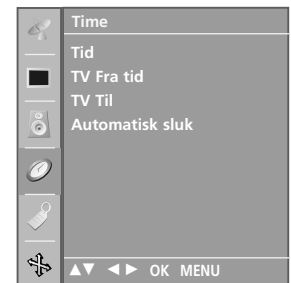 Time
Tid
TV Fra tid
TV Til
Automatisk sluk
▲▼ ◄► OK MENU